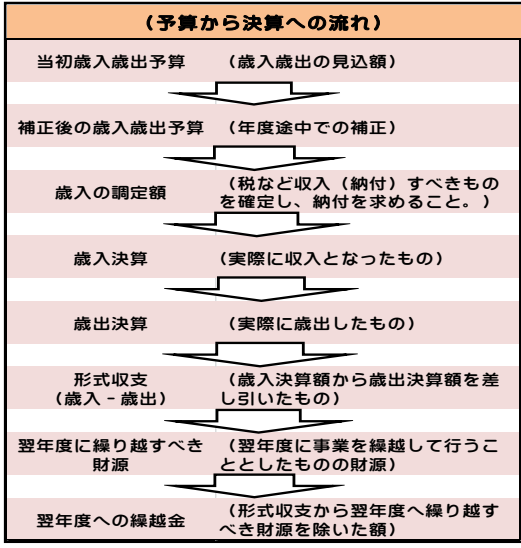 （予算から決算への流れ）
当初歳入歳出予算 （歳入歳出の見込額）
補正後の歳入歳出予算 （年度途中での補正）
歳入の調定額 （税など収入（納付）すべきもの
を確定し、納付を求めること。）
歳入決算 （実際に収入となったもの）
歳出決算 （実際に歳出したもの）
形式収支
（歳入‐歳出）
（歳入決算額から歳出決算額を差
し引いたもの）
翌年度に繰り越すべき
財源
（翌年度に事業を繰越して行うこ
ととしたものの財源）
翌年度への繰越金
（形式収支から翌年度へ繰り越す
べき財源を除いた額）